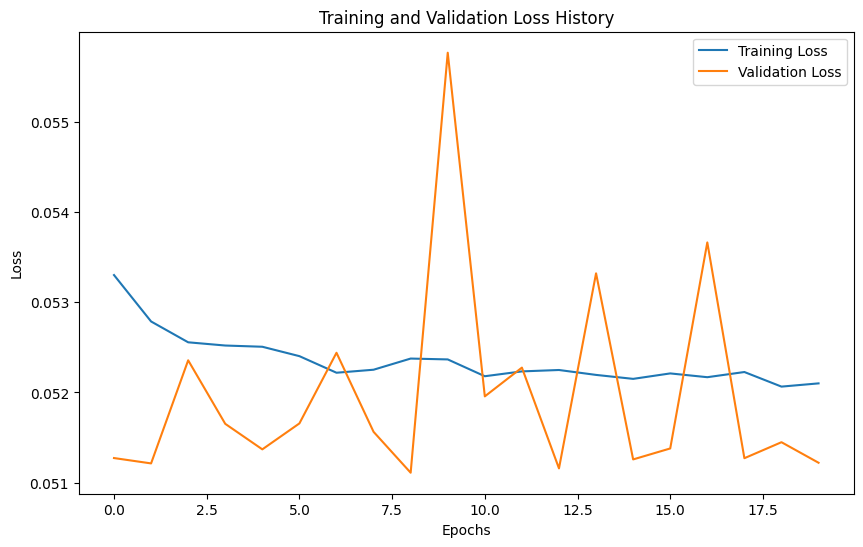 Training and Validation Loss History
Training Loss
Validation Loss
0.055
0.054
0.053
0.052
0.051
Loss
0.0
2.5
5.0
7.5
10.0
12.5
15.0
17.5
Epochs